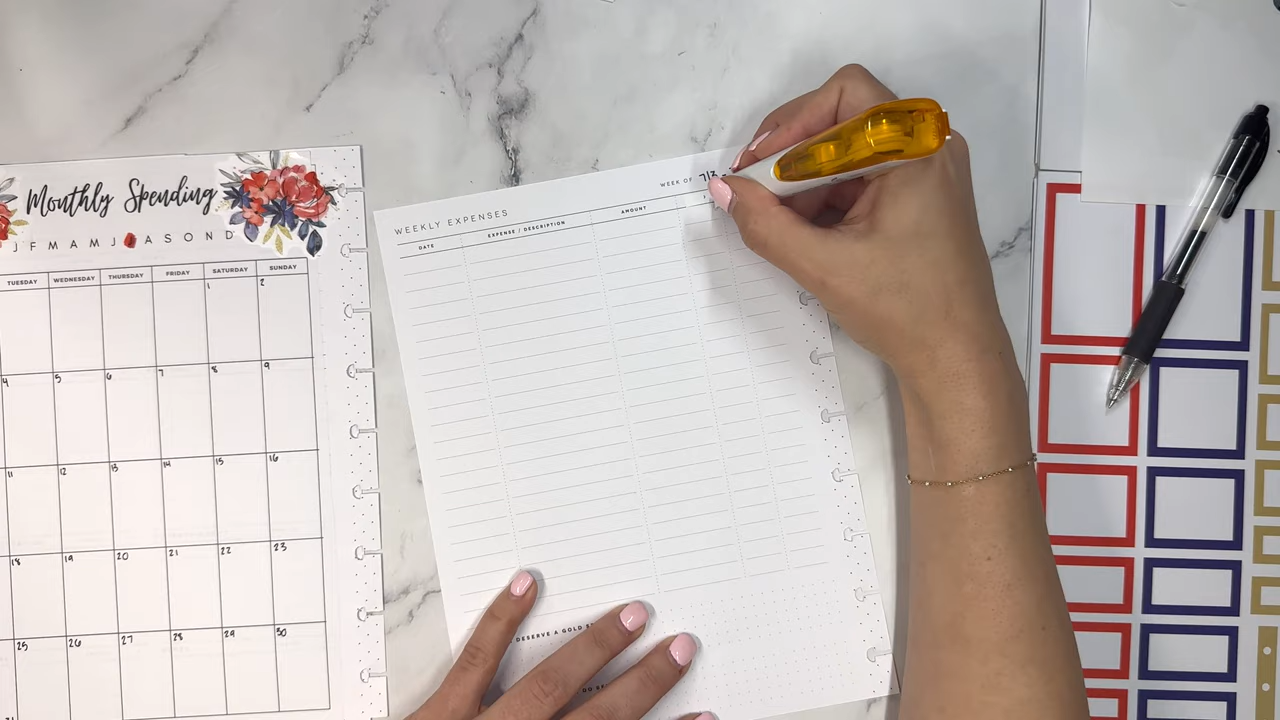 Monthly Spending
J F M A M J A S O N D
TUESDAY WEDNESDAY THURSDAY FRIDAY SATURDAY SUNDAY
1 2
4 5 6 7 8 9
11 12 13 14 15 16
18 19 20 21 22 23
25 26 27 28 29 30
WEEK OF
WEEKLY EXPENSES
DATE EXPENSE / DESCRIPTION AMOUNT
DESERVE A GOLD